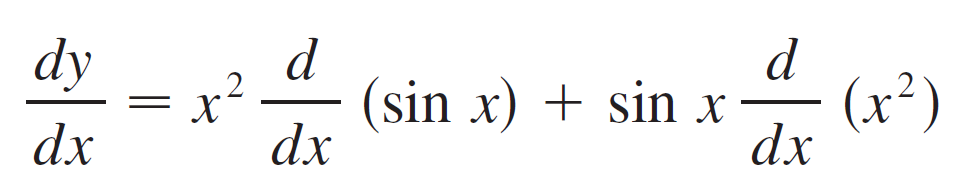 dy/dx = x² d/dx (sin x) + sin x d/dx (x²)